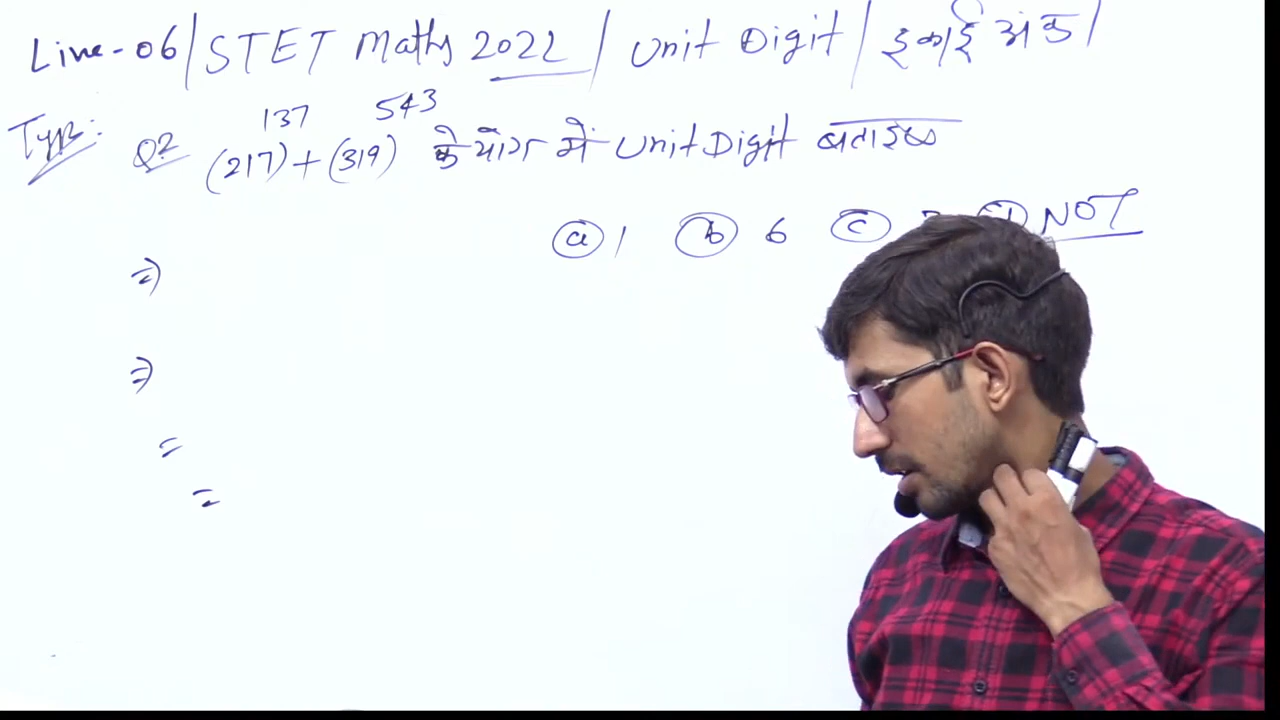 Line-06/STET Maths 2022/Unit Digit/इकाई अंक/
Type: Q2 (217)^137 + (319)^543 के योग में Unit Digit बताइए
(a) 1 (b) 6 (c) (d) NOT
⇒)
⇒)
=
=